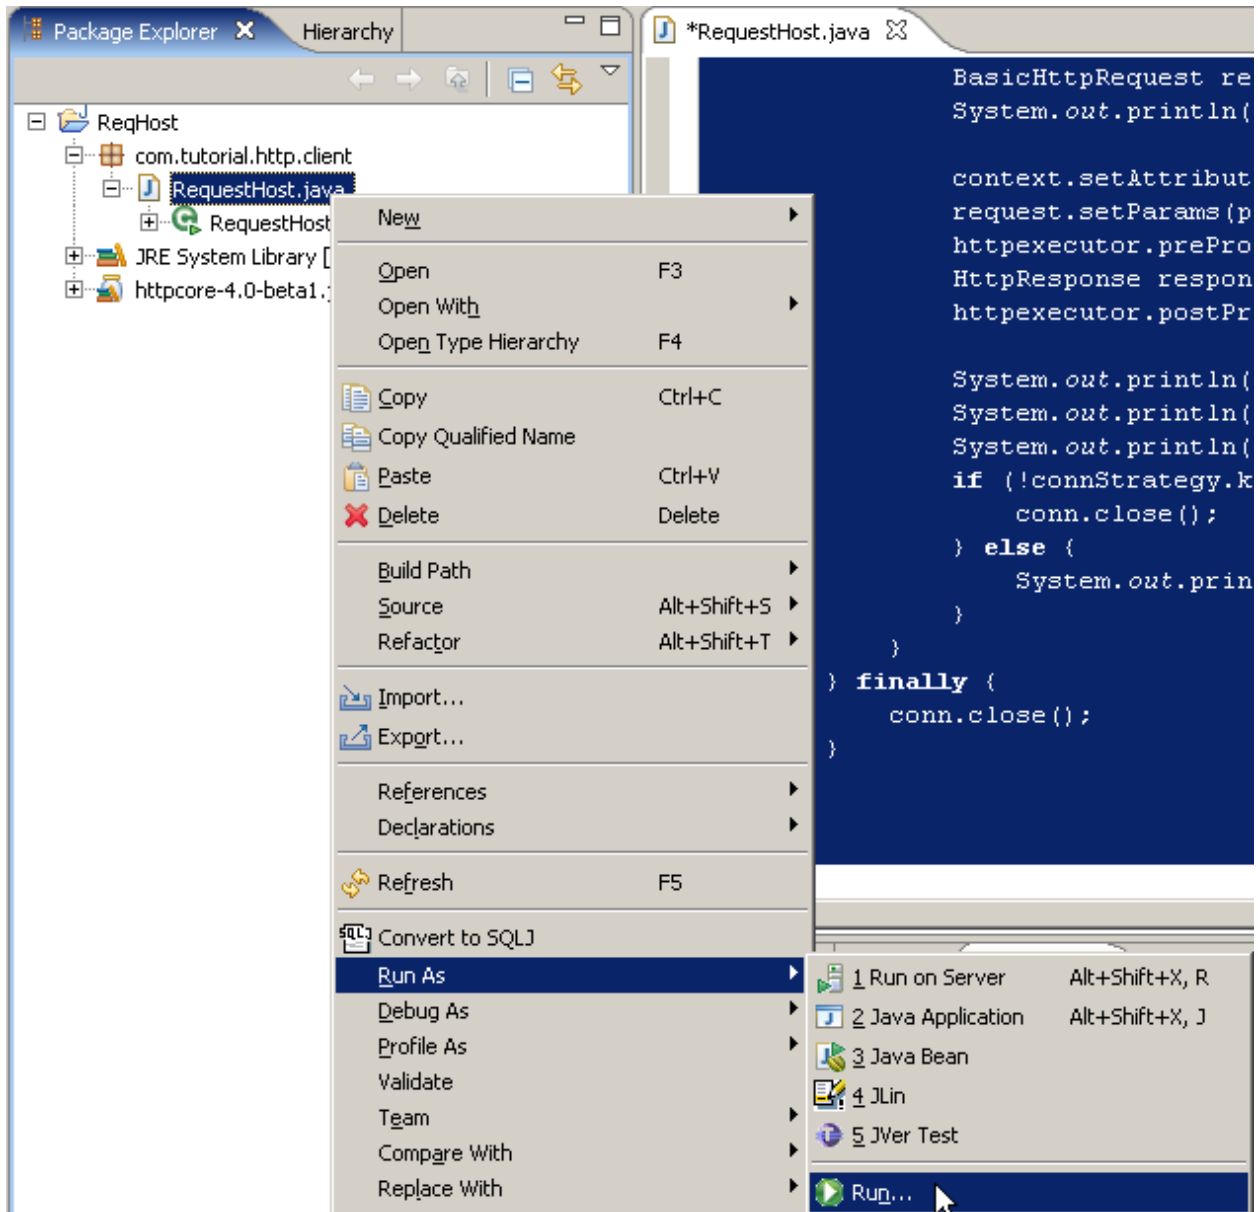 Package Explorer
Hierarchy
*RequestHost.java
ReqHost
com.tutorial.http.client
RequestHost.java
RequestHost
JRE System Library [
httpcore-4.0-beta1.
New
Open F3
Open With
Open Type Hierarchy F4
Copy Ctrl+C
Copy Qualified Name
Paste Ctrl+V
Delete Delete
Build Path
Source Alt+Shift+S
Refactor Alt+Shift+T
Import...
Export...
References
Declarations
Refresh F5
Convert to SQLJ
Run As
Debug As
Profile As
Validate
Team
Compare With
Replace With
1 Run on Server Alt+Shift+X, R
2 Java Application Alt+Shift+X, J
3 Java Bean
4 JLin
5 JVer Test
Run...
BasicHttpRequest re
System.out.println(
context.setAttribut
request.setParams(p
httpexecutor.prePro
HttpResponse respon
httpexecutor.postPr
System.out.println(
System.out.println(
System.out.println(
if (!connStrategy.k
conn.close();
} else {
System.out.prin
}
}
} finally {
conn.close();
}